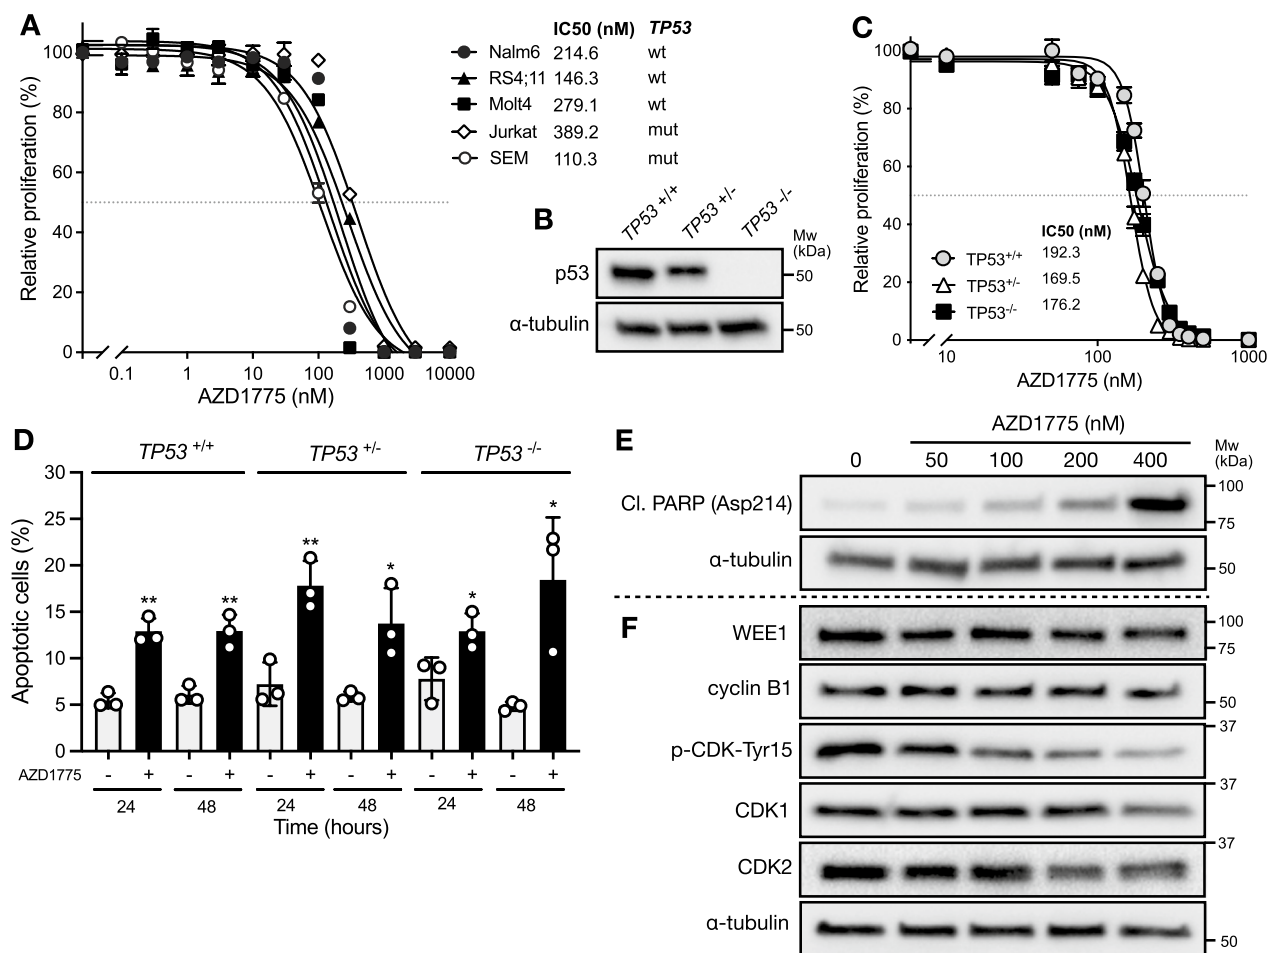 A
IC50 (nM) TP53
Nalm6 214.6 wt
RS4;11 146.3 wt
Molt4 279.1 wt
Jurkat 389.2 mut
SEM 110.3 mut
Relative proliferation (%)
100
80
60
40
20
0
0.1 1 10 100 1000 10000
AZD1775 (nM)
B
TP53 +/+ TP53 +/- TP53 -/-
Mw
(kDa)
p53 50
α-tubulin 50
C
Relative proliferation (%)
100
80
60
40
20
0
IC50 (nM)
TP53+/+ 192.3
TP53+/- 169.5
TP53-/- 176.2
10 100 1000
AZD1775 (nM)
D
TP53 +/+ TP53 +/- TP53 -/-
Apoptotic cells (%)
30
25
20
15
10
5
0
** ** ** * * *
AZD1775 - + - + - + - + - + - +
24 48 24 48 24 48
Time (hours)
E
AZD1775 (nM)
0 50 100 200 400
Mw
(kDa)
Cl. PARP (Asp214)
100
75
α-tubulin 50
F
WEE1
100
75
cyclin B1 50
p-CDK-Tyr15 37
CDK1 37
CDK2 37
α-tubulin 50